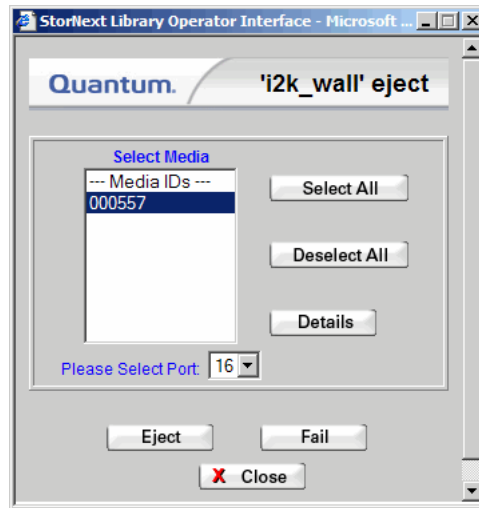 StorNext Library Operator Interface - Microsoft ...
Quantum.
'i2k_wall' eject
Select Media
--- Media IDs ---
000557
Select All
Deselect All
Details
Please Select Port: 16
Eject
Fail
X Close